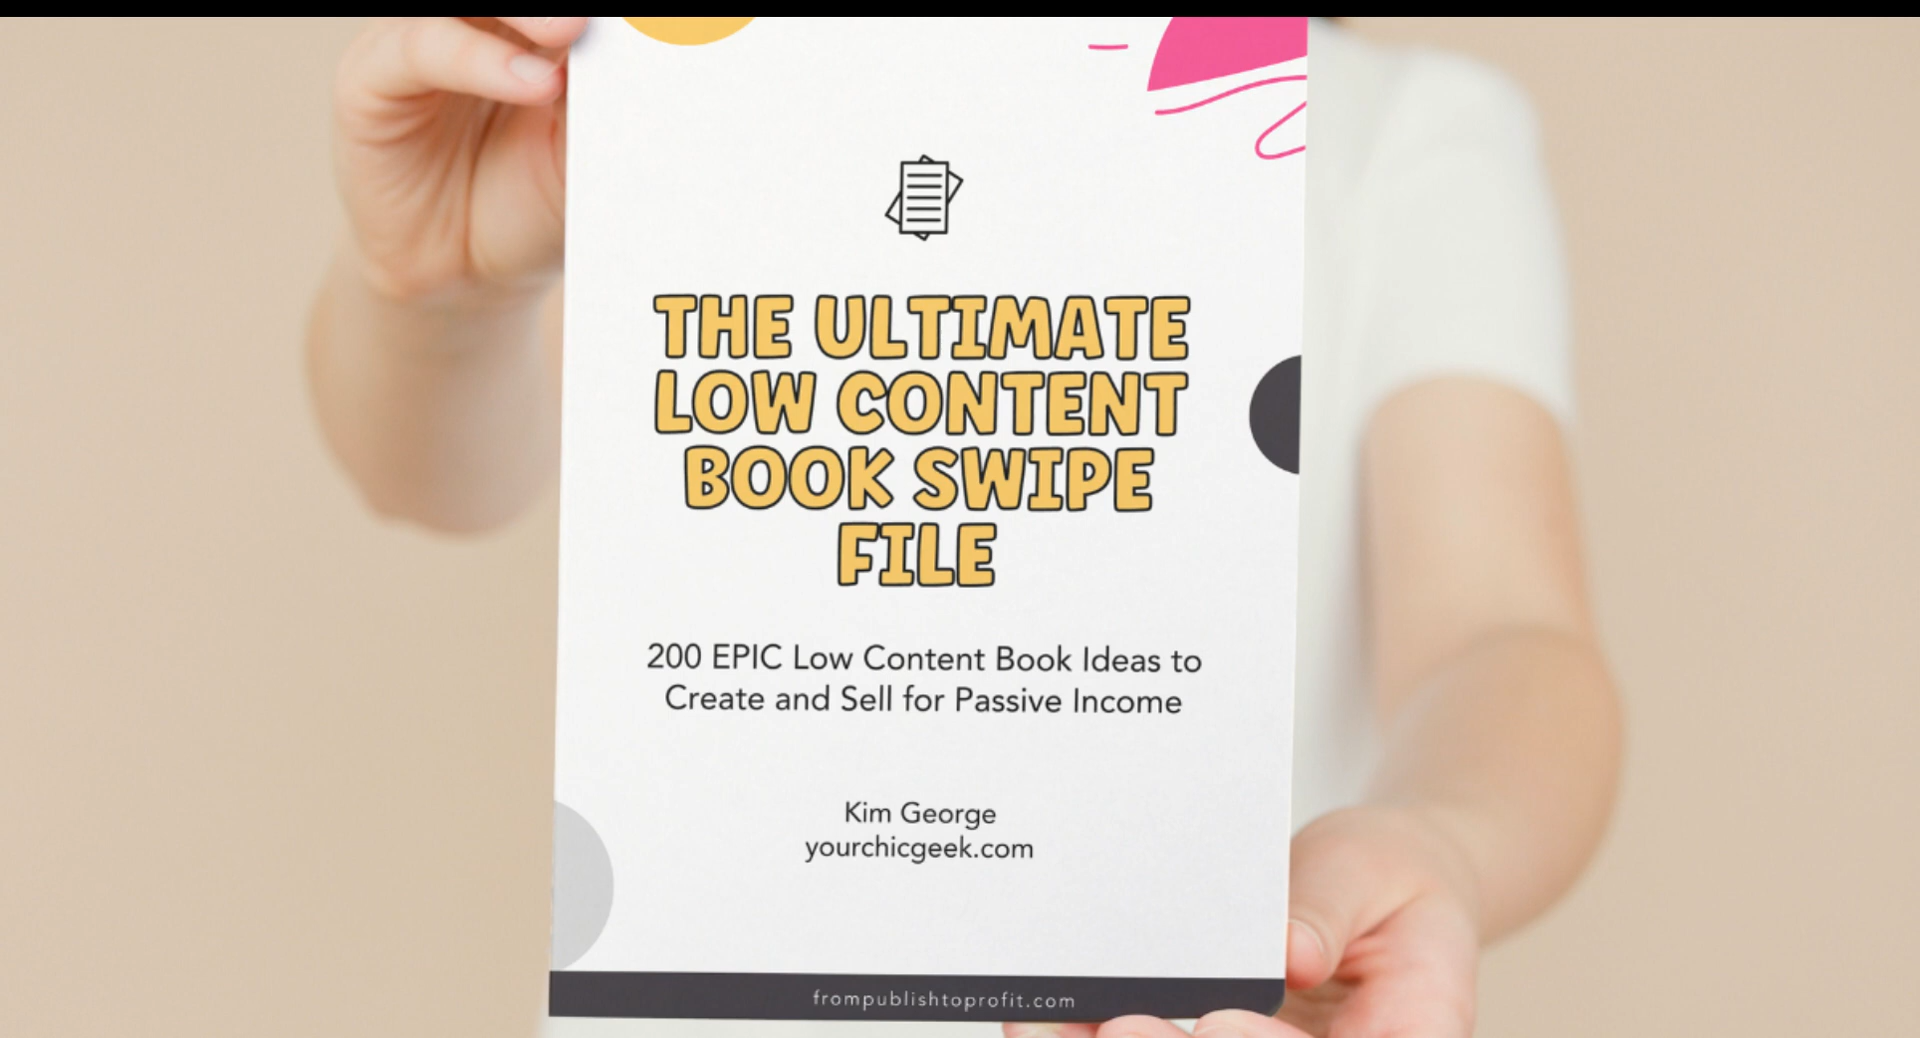 THE ULTIMATE
LOW CONTENT
BOOK SWIPE
FILE
200 EPIC Low Content Book Ideas to
Create and Sell for Passive Income
Kim George
yourchicgeek.com
frompublishtoprofit.com